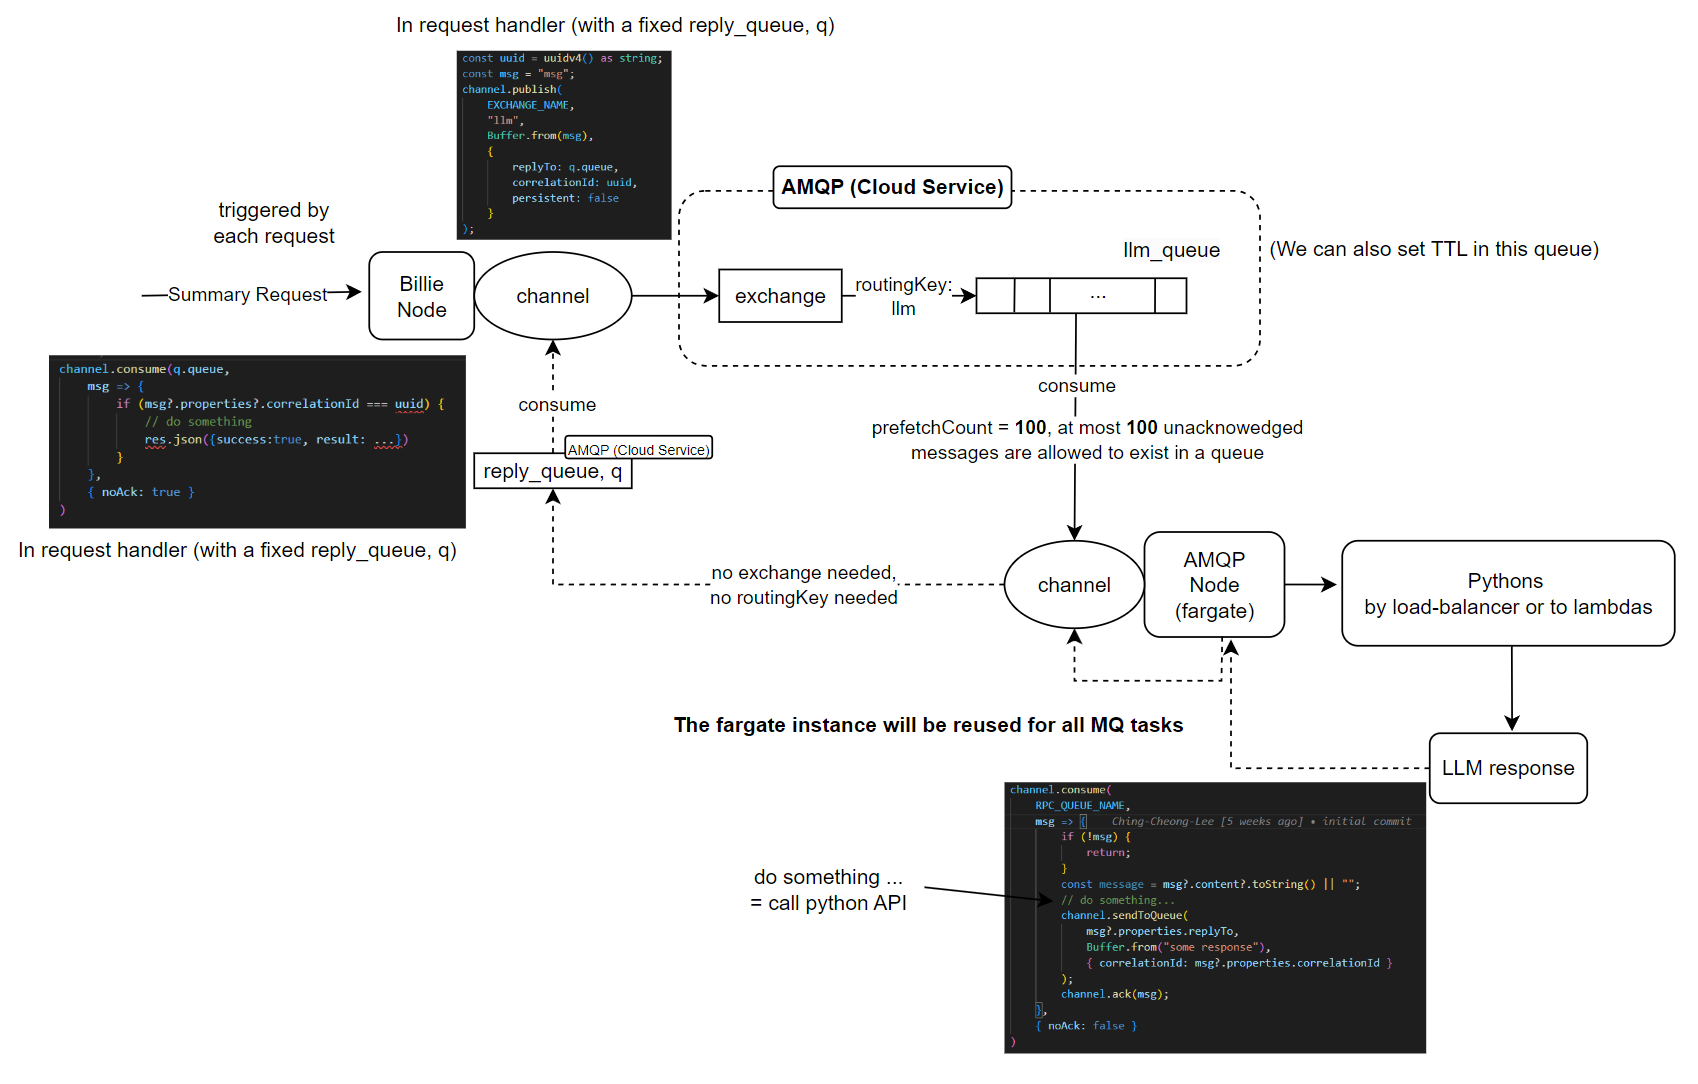 In request handler (with a fixed reply_queue, q)
const uuid = uuidv4() as string;
const msg = "msg";
channel.publish(
EXCHANGE_NAME,
"llm",
Buffer.from(msg),
{
replyTo: q.queue,
correlationId: uuid,
persistent: false
}
);
AMQP (Cloud Service)
triggered by
each request
llm_queue
(We can also set TTL in this queue)
Summary Request
Billie
Node
channel
exchange
routingKey:
llm
...
channel.consume(q.queue,
msg => {
if (msg?.properties?.correlationId === uuid) {
// do something
res.json({success:true, result: ...})
}
},
{ noAck: true }
)
In request handler (with a fixed reply_queue, q)
consume
AMQP (Cloud Service)
reply_queue, q
consume
prefetchCount = 100, at most 100 unacknowedged
messages are allowed to exist in a queue
no exchange needed,
no routingKey needed
channel
AMQP
Node
(fargate)
Pythons
by load-balancer or to lambdas
The fargate instance will be reused for all MQ tasks
LLM response
channel.consume(
RPC_QUEUE_NAME,
msg => { Ching-Cheong-Lee [5 weeks ago] • initial commit
if (!msg) {
return;
}
const message = msg?.content?.toString() || "";
// do something...
channel.sendToQueue(
msg?.properties.replyTo,
Buffer.from("some response"),
{ correlationId: msg?.properties.correlationId }
);
channel.ack(msg);
},
{ noAck: false }
)
do something ...
= call python API